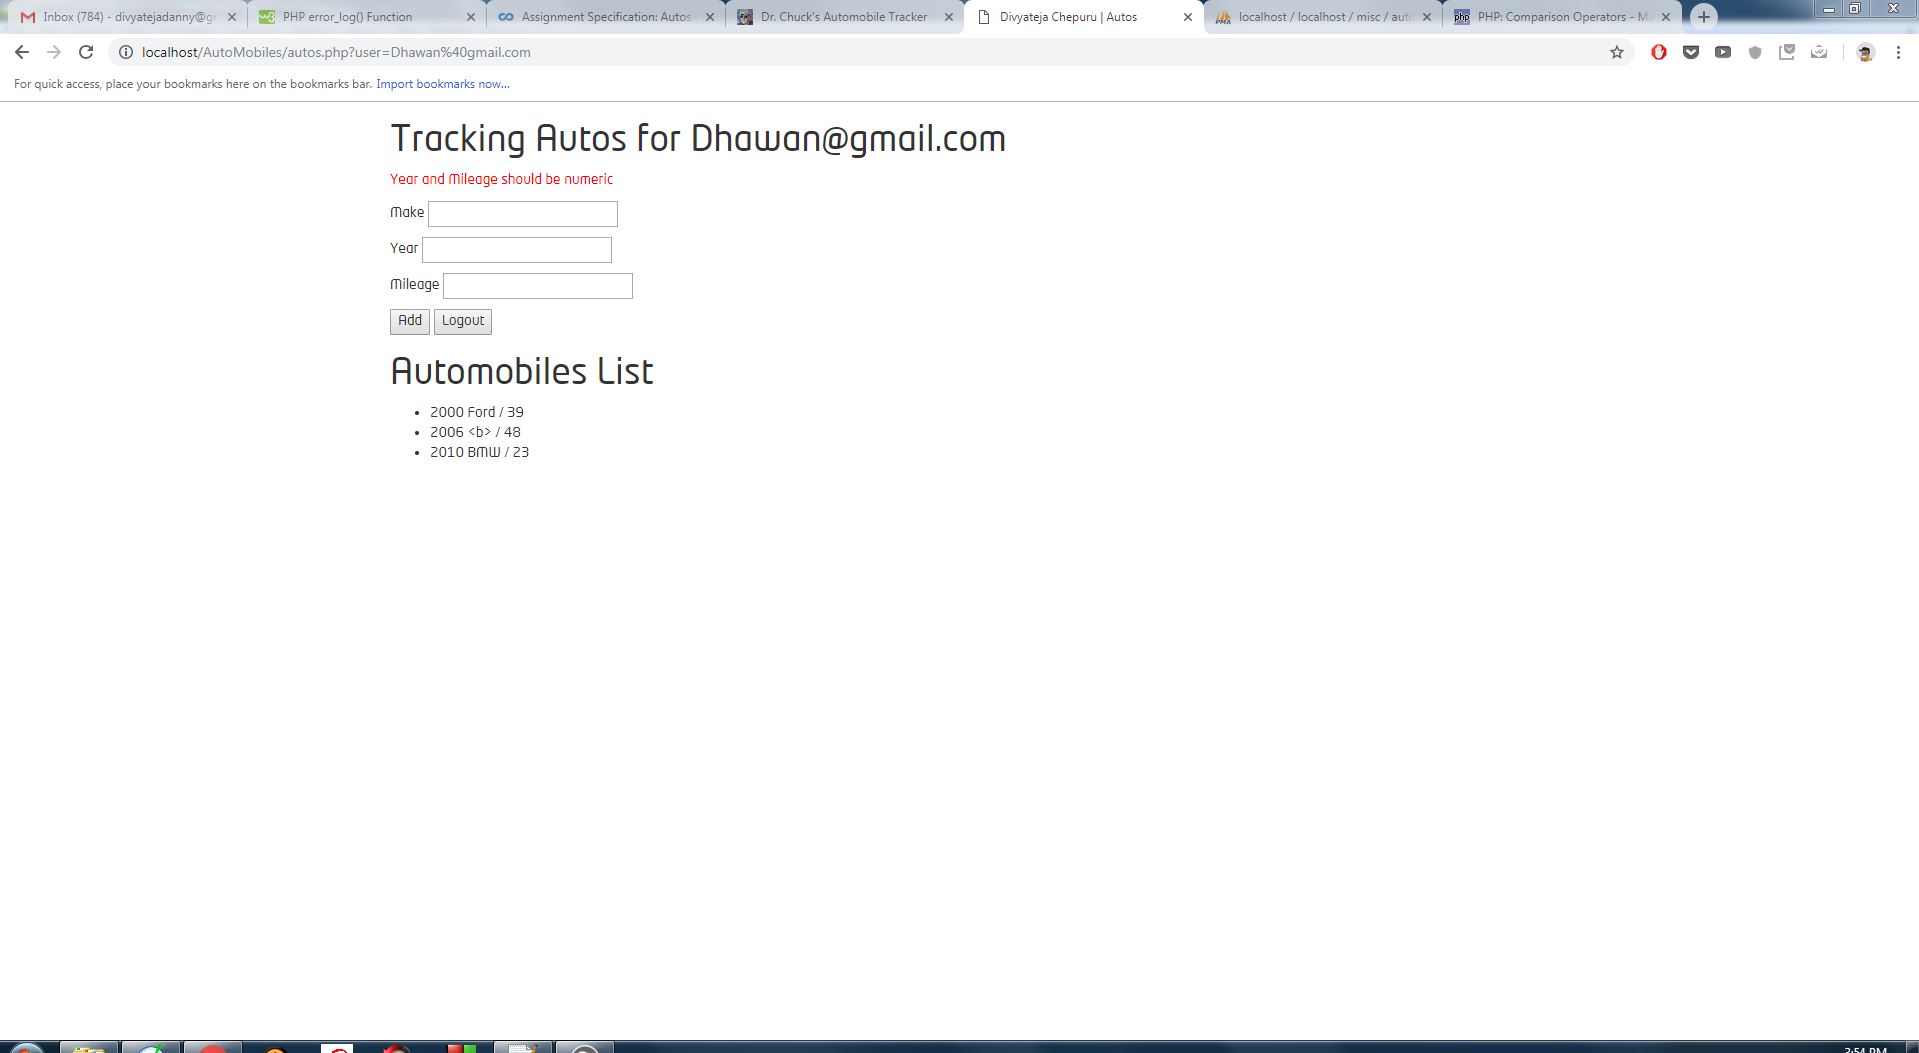 Inbox (784) - divyatejadanny@gm
PHP error_log() Function
Assignment Specification: Autos
Dr. Chuck's Automobile Tracker
Divyateja Chepuru | Autos
localhost / localhost / misc / auto
PHP: Comparison Operators - Ma
localhost/AutoMobiles/autos.php?user=Dhawan%40gmail.com
For quick access, place your bookmarks here on the bookmarks bar. Import bookmarks now...
Tracking Autos for Dhawan@gmail.com
Year and Mileage should be numeric
Make
Year
Mileage
Add Logout
Automobiles List
• 2000 Ford / 39
• 2006 <b> / 48
• 2010 BMW / 23
3:54 PM